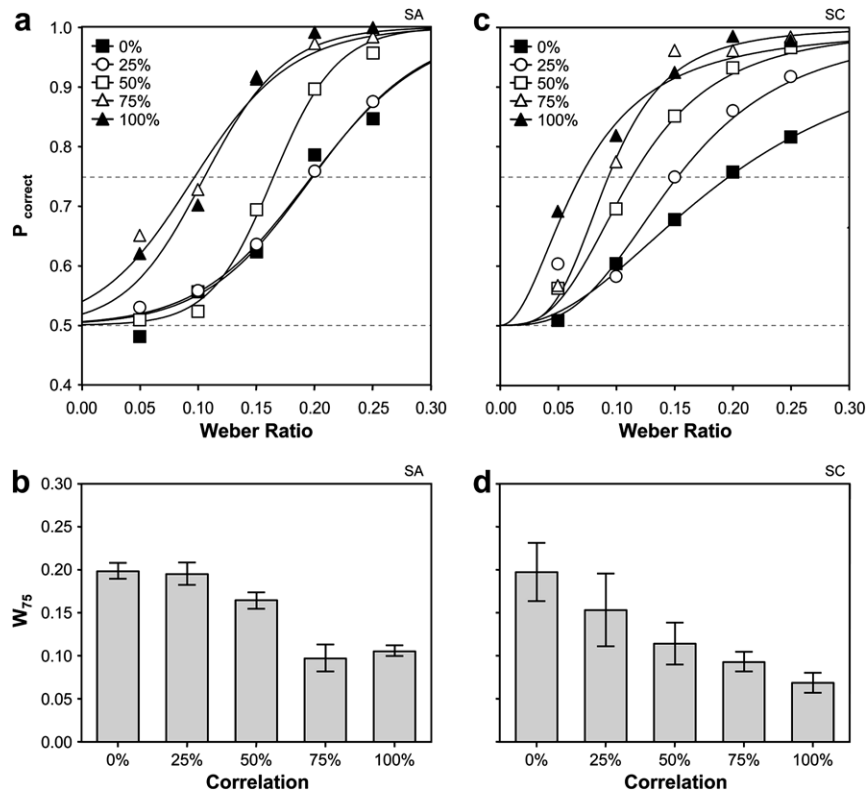 a
SA
0%
25%
50%
75%
100%
1.0
0.9
0.8
0.7
0.6
0.5
0.4
P correct
0.00 0.05 0.10 0.15 0.20 0.25 0.30
Weber Ratio
c
SC
0%
25%
50%
75%
100%
0.00 0.05 0.10 0.15 0.20 0.25 0.30
Weber Ratio
b
SA
0.30
0.25
0.20
0.15
0.10
0.05
0.00
W75
0% 25% 50% 75% 100%
Correlation
d
SC
0% 25% 50% 75% 100%
Correlation